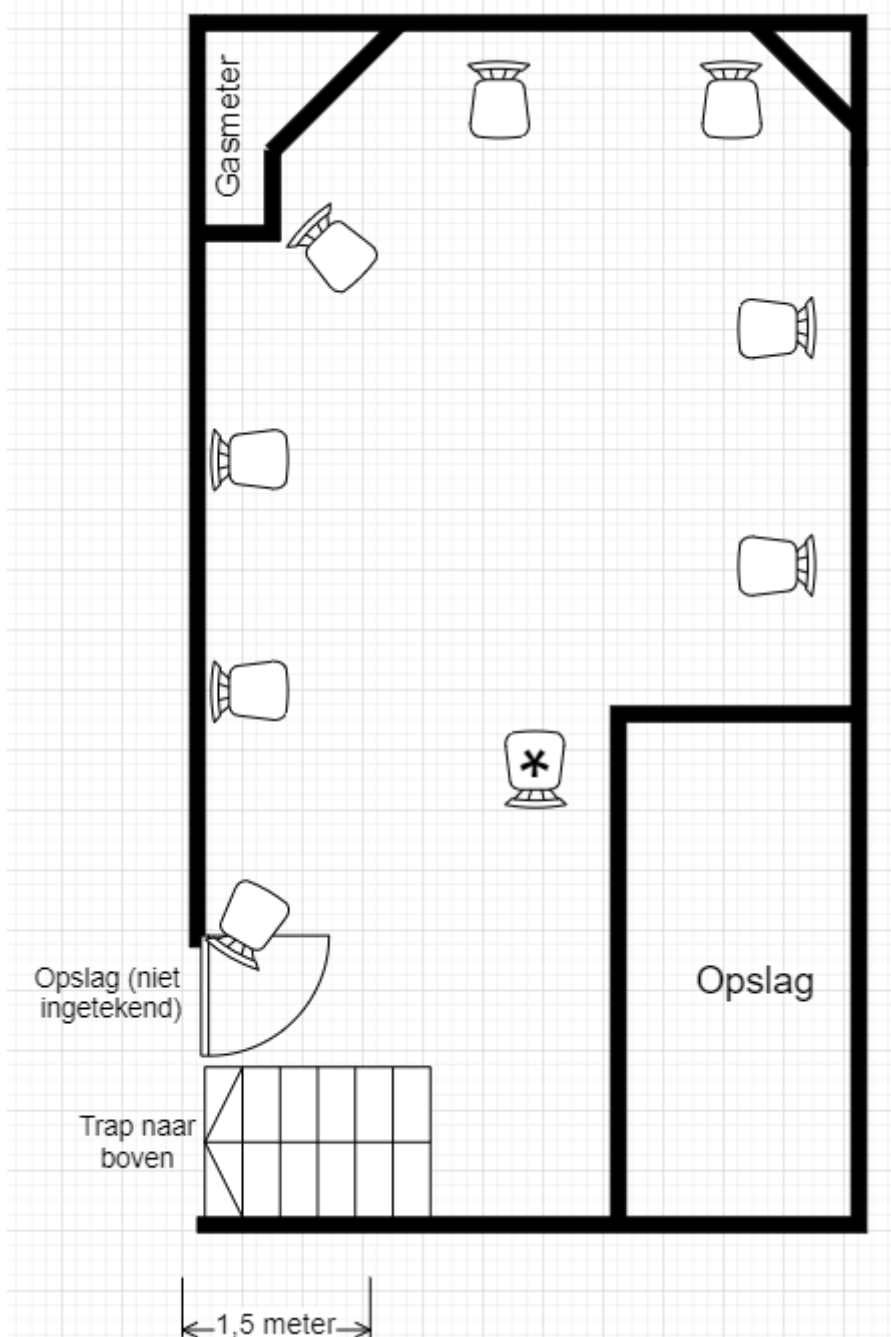 Gasmeter
*
Opslag (niet
ingetekend)
Opslag
Trap naar
boven
1,5 meter